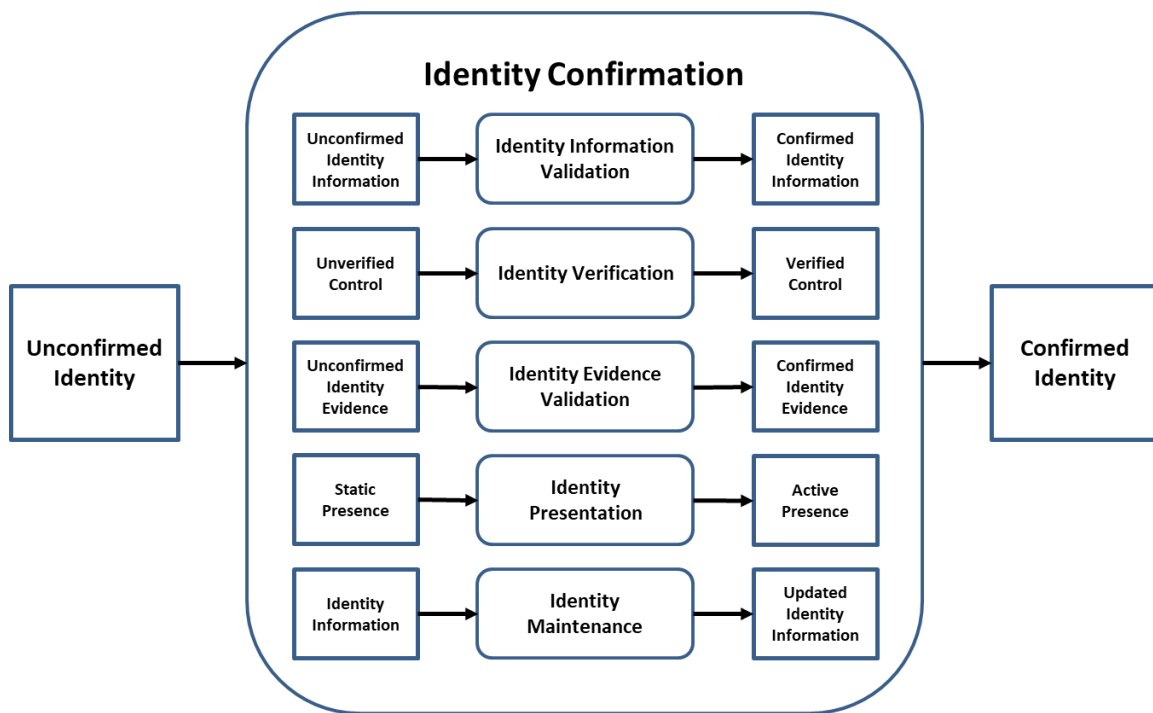 Identity Confirmation
Unconfirmed
Identity
Information
Identity Information
Validation
Confirmed
Identity
Information
Unverified
Control
Identity Verification
Verified
Control
Unconfirmed
Identity
Unconfirmed
Identity
Evidence
Identity Evidence
Validation
Confirmed
Identity
Evidence
Confirmed
Identity
Static
Presence
Identity
Presentation
Active
Presence
Identity
Information
Identity
Maintenance
Updated
Identity
Information